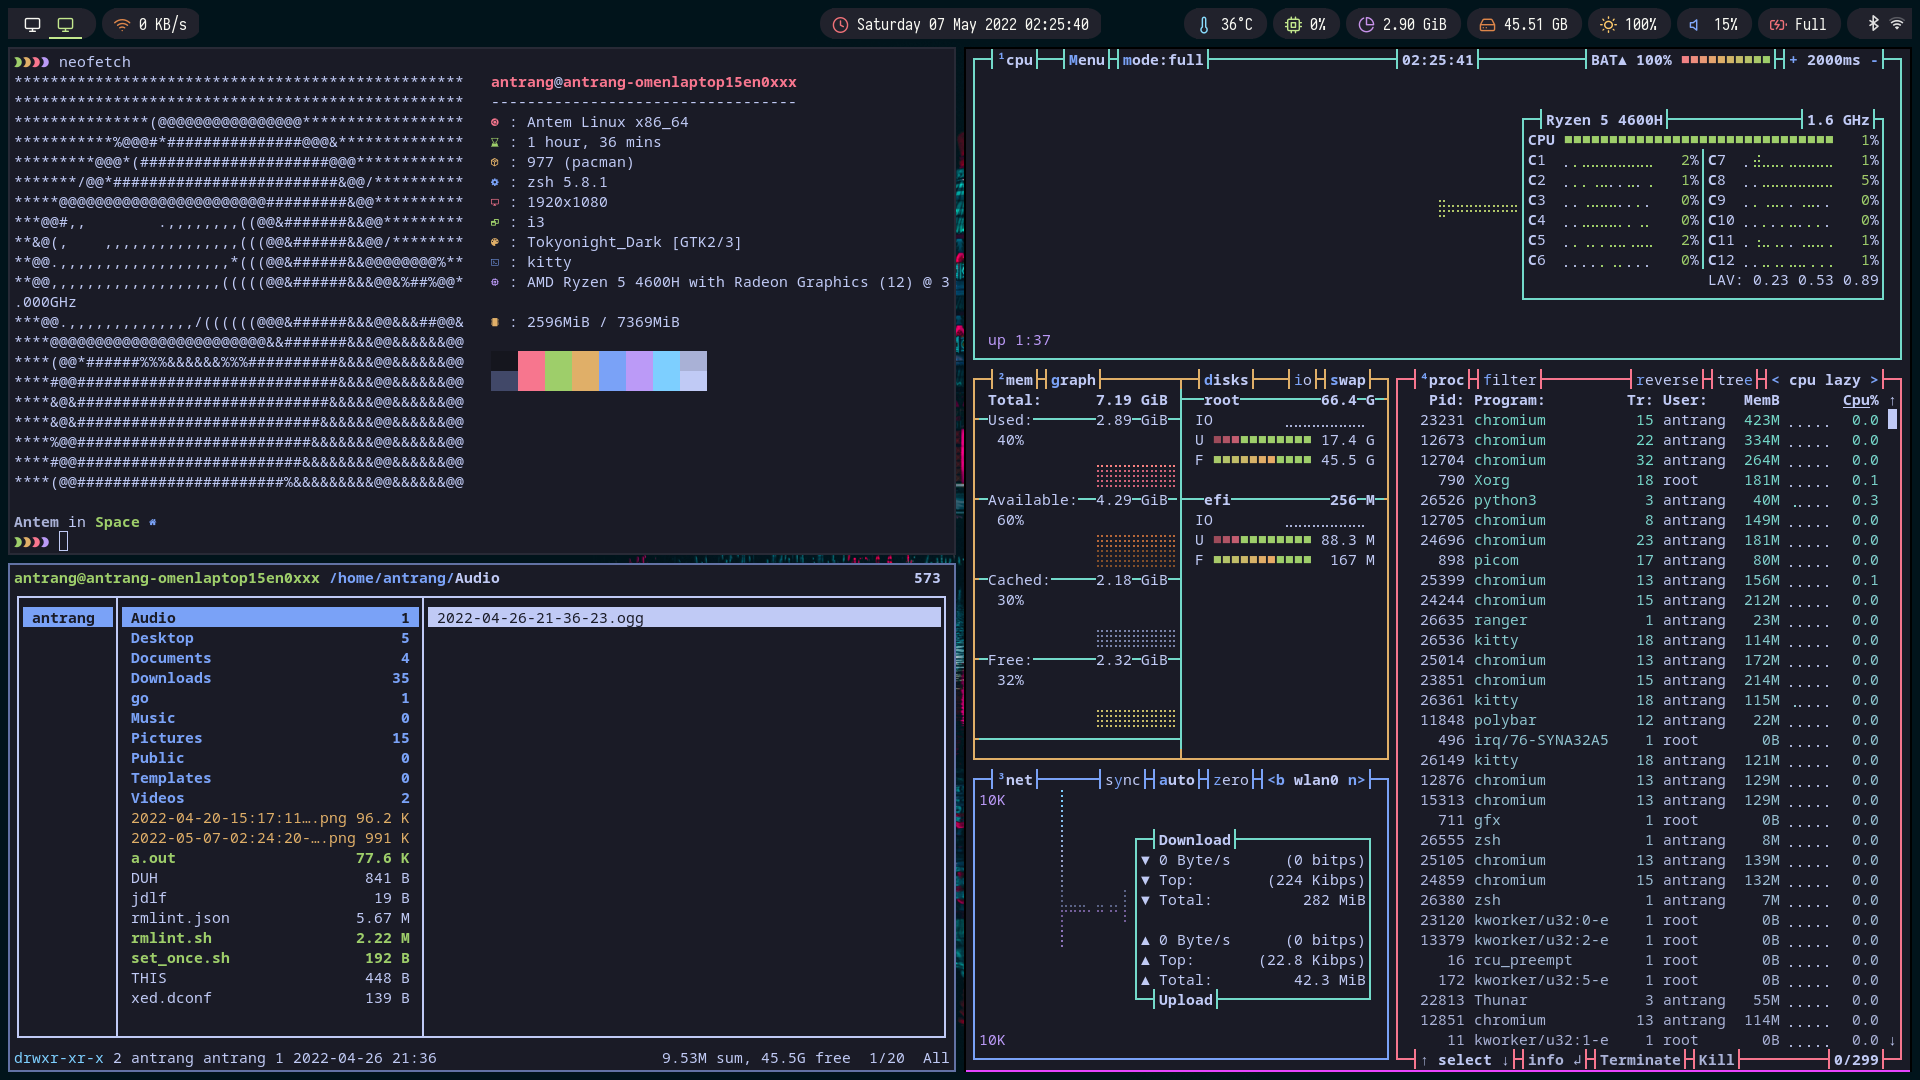 0 KB/s
Saturday 07 May 2022 02:25:40
36°C
0%
2.90 GiB
45.51 GB
100%
15%
Full
neofetch
antrang@antrang-omenlaptop15en0xxx
----------------------------------
: Antem Linux x86_64
: 1 hour, 36 mins
: 977 (pacman)
: zsh 5.8.1
: 1920x1080
: i3
: Tokyonight_Dark [GTK2/3]
: kitty
: AMD Ryzen 5 4600H with Radeon Graphics (12) @ 3
.000GHz
: 2596MiB / 7369MiB
Antem in Space
antrang@antrang-omenlaptop15en0xxx /home/antrang/Audio 573
antrang
Audio 1
Desktop 5
Documents 4
Downloads 35
go 1
Music 0
Pictures 15
Public 0
Templates 0
Videos 2
2022-04-20-15:17:11….png 96.2 K
2022-05-07-02:24:20-….png 991 K
a.out 77.6 K
DUH 841 B
jdlf 19 B
rmlint.json 5.67 M
rmlint.sh 2.22 M
set_once.sh 192 B
THIS 448 B
xed.dconf 139 B
2022-04-26-21-36-23.ogg
drwxr-xr-x 2 antrang antrang 1 2022-04-26 21:36 9.53M sum, 45.5G free 1/20 All
¹cpu Menu mode:full 02:25:41 BAT▲ 100% + 2000ms -
Ryzen 5 4600H 1.6 GHz
CPU 1%
C1 2% C7 1%
C2 1% C8 5%
C3 0% C9 0%
C4 0% C10 0%
C5 2% C11 1%
C6 0% C12 1%
LAV: 0.23 0.53 0.89
up 1:37
²mem graph
Total: 7.19 GiB
Used: 2.89 GiB
40%
Available: 4.29 GiB
60%
Cached: 2.18 GiB
30%
Free: 2.32 GiB
32%
disks io swap
root 66.4 G
IO
U 17.4 G
F 45.5 G
efi 256 M
IO
U 88.3 M
F 167 M
³net sync auto zero <b wlan0 n>
10K
Download
▼ 0 Byte/s (0 bitps)
▼ Top: (224 Kibps)
▼ Total: 282 MiB
▲ 0 Byte/s (0 bitps)
▲ Top: (22.8 Kibps)
▲ Total: 42.3 MiB
Upload
10K
⁴proc filter reverse tree < cpu lazy >
Pid: Program: Tr: User: MemB Cpu% ↑
23231 chromium 15 antrang 423M 0.0
12673 chromium 22 antrang 334M 0.0
12704 chromium 32 antrang 264M 0.0
790 Xorg 18 root 181M 0.1
26526 python3 3 antrang 40M 0.3
12705 chromium 8 antrang 149M 0.0
24696 chromium 23 antrang 181M 0.0
898 picom 17 antrang 80M 0.0
25399 chromium 13 antrang 156M 0.1
24244 chromium 15 antrang 212M 0.0
26635 ranger 1 antrang 23M 0.0
26536 kitty 18 antrang 114M 0.0
25014 chromium 13 antrang 172M 0.0
23851 chromium 15 antrang 214M 0.0
26361 kitty 18 antrang 115M 0.0
11848 polybar 12 antrang 22M 0.0
496 irq/76-SYNA32A5 1 root 0B 0.0
26149 kitty 18 antrang 121M 0.0
12876 chromium 13 antrang 129M 0.0
15313 chromium 13 antrang 129M 0.0
711 gfx 1 root 0B 0.0
26555 zsh 1 antrang 8M 0.0
25105 chromium 13 antrang 139M 0.0
24859 chromium 15 antrang 132M 0.0
26380 zsh 1 antrang 7M 0.0
23120 kworker/u32:0-e 1 root 0B 0.0
13379 kworker/u32:2-e 1 root 0B 0.0
16 rcu_preempt 1 root 0B 0.0
172 kworker/u32:5-e 1 root 0B 0.0
22813 Thunar 3 antrang 55M 0.0
12851 chromium 13 antrang 114M 0.0
11 kworker/u32:1-e 1 root 0B 0.0 ↓
↑ select ↓ info ↲ Terminate Kill 0/299